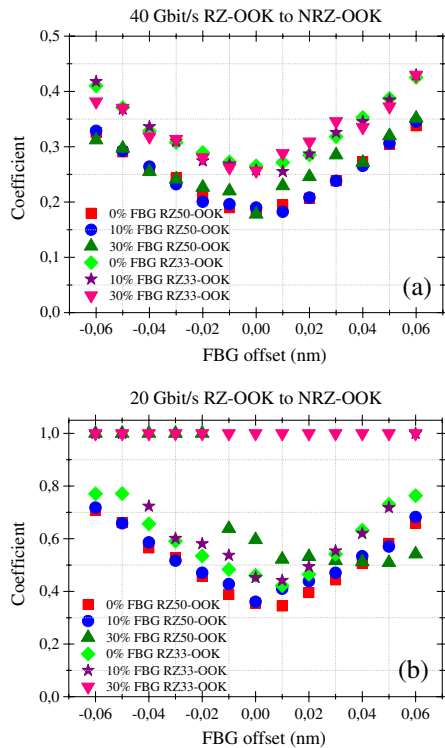 40 Gbit/s RZ-OOK to NRZ-OOK
0,5
0,4
0,3
0,2
0,1
0,0
Coefficient
0% FBG RZ50-OOK
10% FBG RZ50-OOK
30% FBG RZ50-OOK
0% FBG RZ33-OOK
10% FBG RZ33-OOK
30% FBG RZ33-OOK
(a)
-0,06 -0,04 -0,02 0,00 0,02 0,04 0,06
FBG offset (nm)
20 Gbit/s RZ-OOK to NRZ-OOK
1,0
0,8
0,6
0,4
0,2
0,0
Coefficient
0% FBG RZ50-OOK
10% FBG RZ50-OOK
30% FBG RZ50-OOK
0% FBG RZ33-OOK
10% FBG RZ33-OOK
30% FBG RZ33-OOK
(b)
-0,06 -0,04 -0,02 0,00 0,02 0,04 0,06
FBG offset (nm)